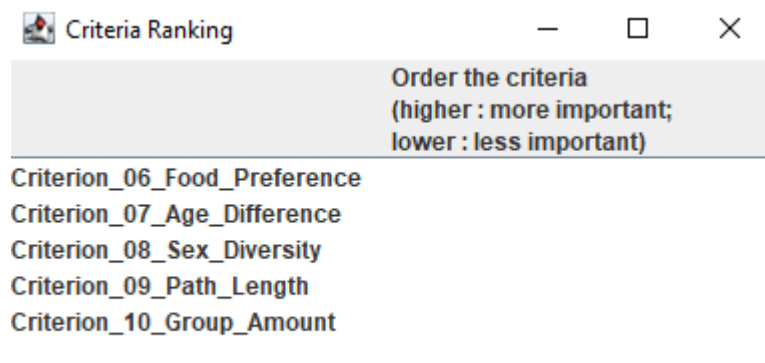 Criteria Ranking
Order the criteria
(higher : more important;
lower : less important)
Criterion_06_Food_Preference
Criterion_07_Age_Difference
Criterion_08_Sex_Diversity
Criterion_09_Path_Length
Criterion_10_Group_Amount